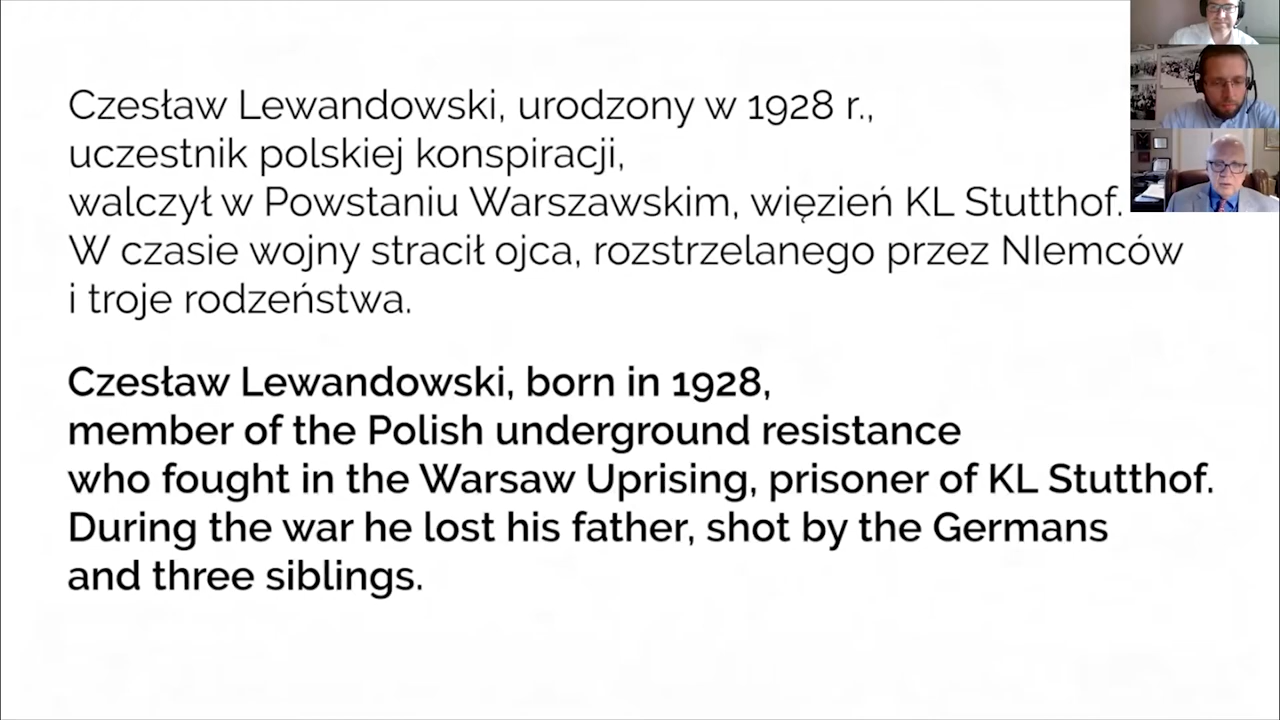 Czesław Lewandowski, urodzony w 1928 r.,
uczestnik polskiej konspiracji,
walczył w Powstaniu Warszawskim, więzień KL Stutthof.
W czasie wojny stracił ojca, rozstrzelanego przez NIemców
i troje rodzeństwa.
Czesław Lewandowski, born in 1928,
member of the Polish underground resistance
who fought in the Warsaw Uprising, prisoner of KL Stutthof.
During the war he lost his father, shot by the Germans
and three siblings.